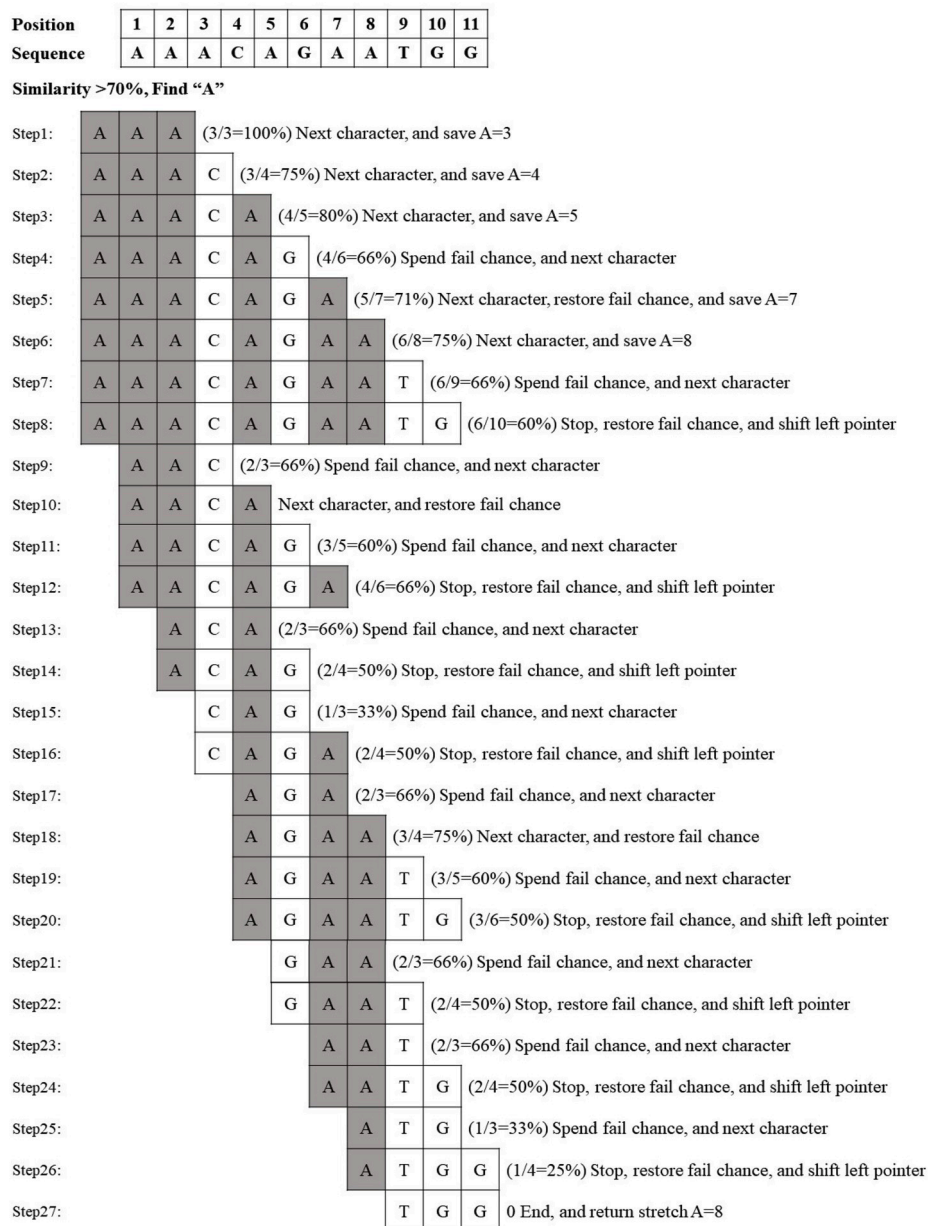 Position 1 2 3 4 5 6 7 8 9 10 11
Sequence A A A C A G A A T G G
Similarity >70%, Find “A”
Step1: A A A (3/3=100%) Next character, and save A=3
Step2: A A A C (3/4=75%) Next character, and save A=4
Step3: A A A C A (4/5=80%) Next character, and save A=5
Step4: A A A C A G (4/6=66%) Spend fail chance, and next character
Step5: A A A C A G A (5/7=71%) Next character, restore fail chance, and save A=7
Step6: A A A C A G A A (6/8=75%) Next character, and save A=8
Step7: A A A C A G A A T (6/9=66%) Spend fail chance, and next character
Step8: A A A C A G A A T G (6/10=60%) Stop, restore fail chance, and shift left pointer
Step9: A A C (2/3=66%) Spend fail chance, and next character
Step10: A A C A Next character, and restore fail chance
Step11: A A C A G (3/5=60%) Spend fail chance, and next character
Step12: A A C A G A (4/6=66%) Stop, restore fail chance, and shift left pointer
Step13: A C A (2/3=66%) Spend fail chance, and next character
Step14: A C A G (2/4=50%) Stop, restore fail chance, and shift left pointer
Step15: C A G (1/3=33%) Spend fail chance, and next character
Step16: C A G A (2/4=50%) Stop, restore fail chance, and shift left pointer
Step17: A G A (2/3=66%) Spend fail chance, and next character
Step18: A G A A (3/4=75%) Next character, and restore fail chance
Step19: A G A A T (3/5=60%) Spend fail chance, and next character
Step20: A G A A T G (3/6=50%) Stop, restore fail chance, and shift left pointer
Step21: G A A (2/3=66%) Spend fail chance, and next character
Step22: G A A T (2/4=50%) Stop, restore fail chance, and shift left pointer
Step23: A A T (2/3=66%) Spend fail chance, and next character
Step24: A A T G (2/4=50%) Stop, restore fail chance, and shift left pointer
Step25: A T G (1/3=33%) Spend fail chance, and next character
Step26: A T G G (1/4=25%) Stop, restore fail chance, and shift left pointer
Step27: T G G 0 End, and return stretch A=8